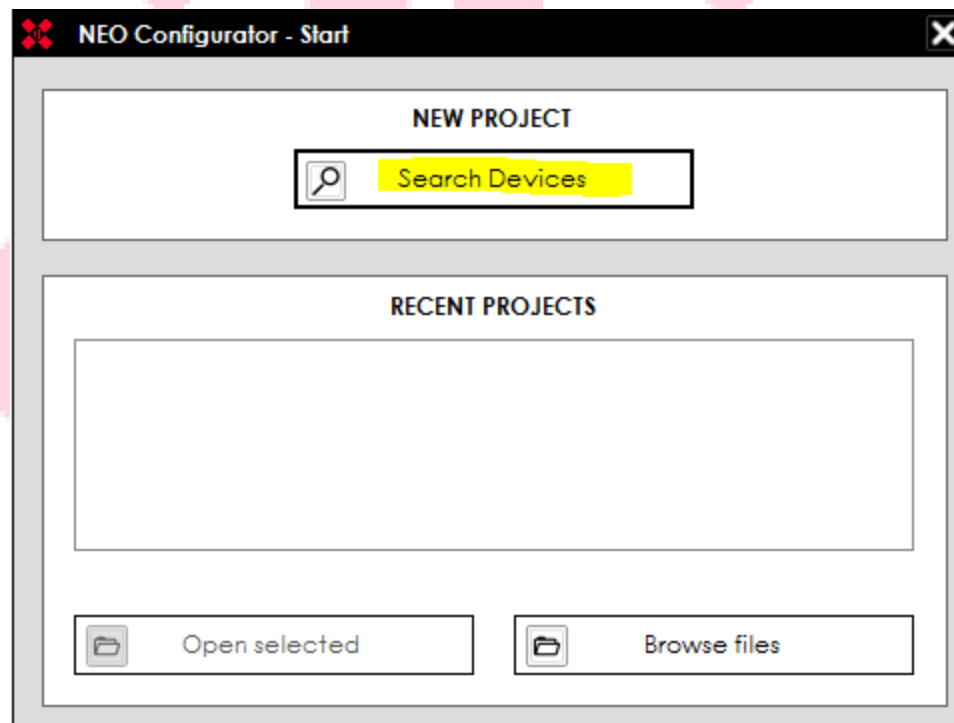 NEO Configurator - Start
NEW PROJECT
Search Devices
RECENT PROJECTS
Open selected
Browse files